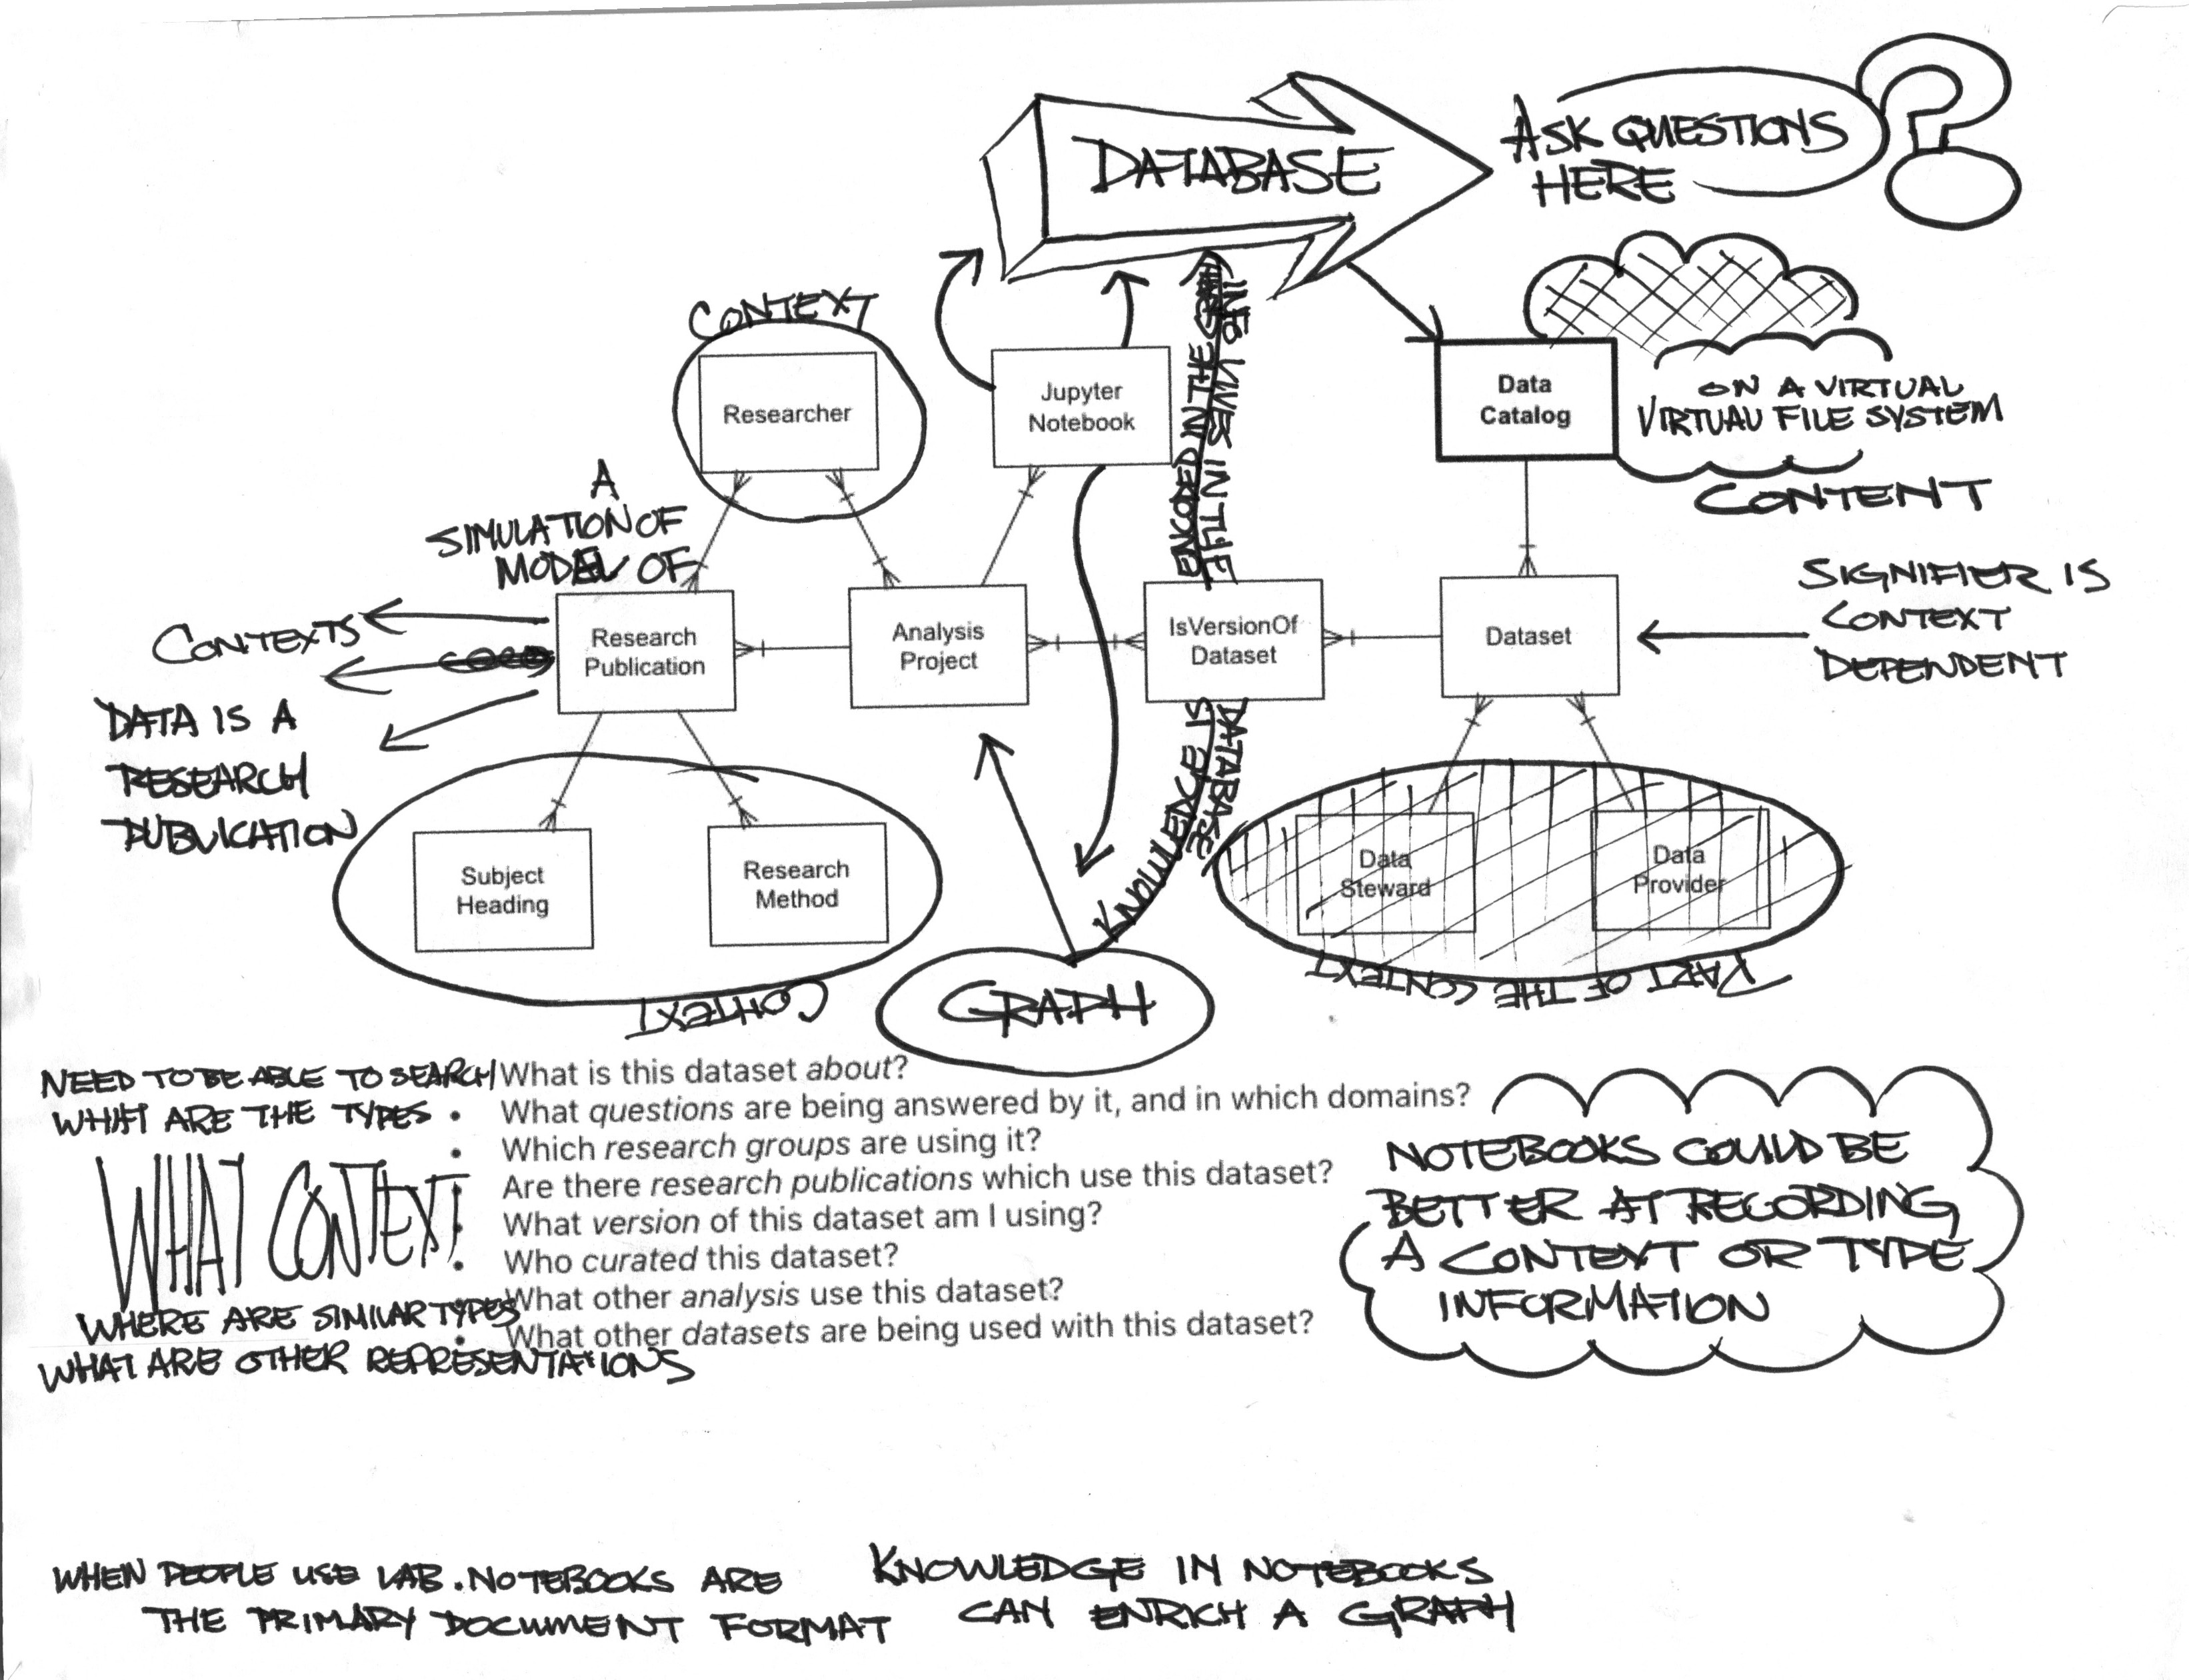 DATABASE
ASK QUESTIONS
HERE
CONTEXT
Researcher
Jupyter
Notebook
Data
Catalog
ON A VIRTUAL
VIRTUAL FILE SYSTEM
CONTENT
A
SIMULATION OF
MODEL OF
INFO LIVES IN THE
DATABASE
KNOWLEDGE IS
ENCODED IN THE
CONTEXTS
Research
Publication
Analysis
Project
IsVersionOf
Dataset
Dataset
SIGNIFIER IS
CONTEXT
DEPENDENT
DATA IS A
RESEARCH
PUBLICATION
Subject
Heading
Research
Method
Data
Steward
Data
Provider
CONTEXT
GRAPH
PART OF THE CONTEXT
NEED TO BE ABLE TO SEARCH
WHAT ARE THE TYPES
WHAT CONTEXT
WHERE ARE SIMILAR TYPES
WHAT ARE OTHER REPRESENTATIONS
What is this dataset about?
• What questions are being answered by it, and in which domains?
• Which research groups are using it?
• Are there research publications which use this dataset?
• What version of this dataset am I using?
• Who curated this dataset?
• What other analysis use this dataset?
• What other datasets are being used with this dataset?
NOTEBOOKS COULD BE
BETTER AT RECORDING
A CONTEXT OR TYPE
INFORMATION
WHEN PEOPLE USE LAB. NOTEBOOKS ARE
THE PRIMARY DOCUMENT FORMAT
KNOWLEDGE IN NOTEBOOKS
CAN ENRICH A GRAPH